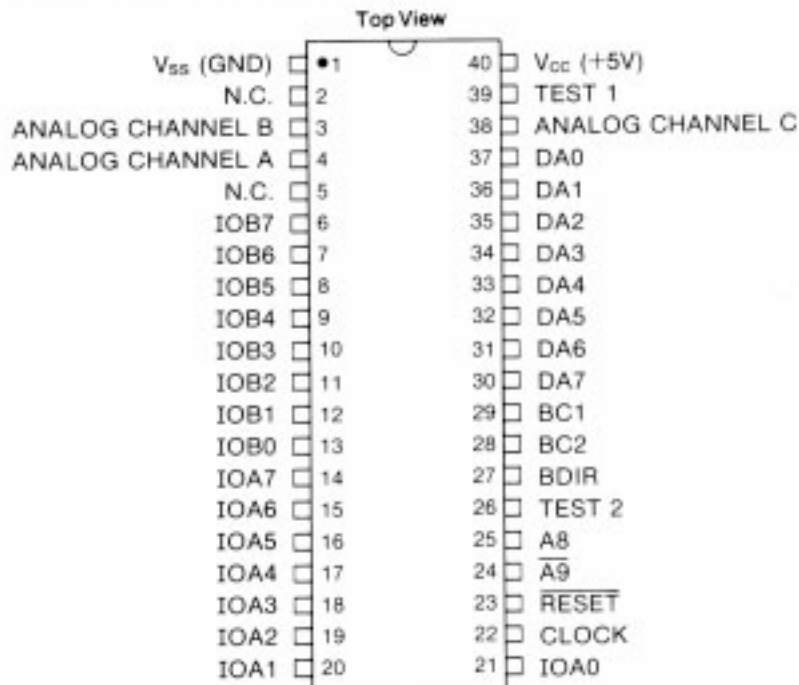 Top View
Vss (GND) 1 40 Vcc (+5V)
N.C. 2 39 TEST 1
ANALOG CHANNEL B 3 38 ANALOG CHANNEL C
ANALOG CHANNEL A 4 37 DA0
N.C. 5 36 DA1
IOB7 6 35 DA2
IOB6 7 34 DA3
IOB5 8 33 DA4
IOB4 9 32 DA5
IOB3 10 31 DA6
IOB2 11 30 DA7
IOB1 12 29 BC1
IOB0 13 28 BC2
IOA7 14 27 BDIR
IOA6 15 26 TEST 2
IOA5 16 25 A8
IOA4 17 24 A9
IOA3 18 23 RESET
IOA2 19 22 CLOCK
IOA1 20 21 IOA0